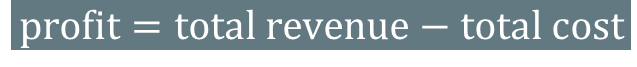 profit = total revenue − total cost